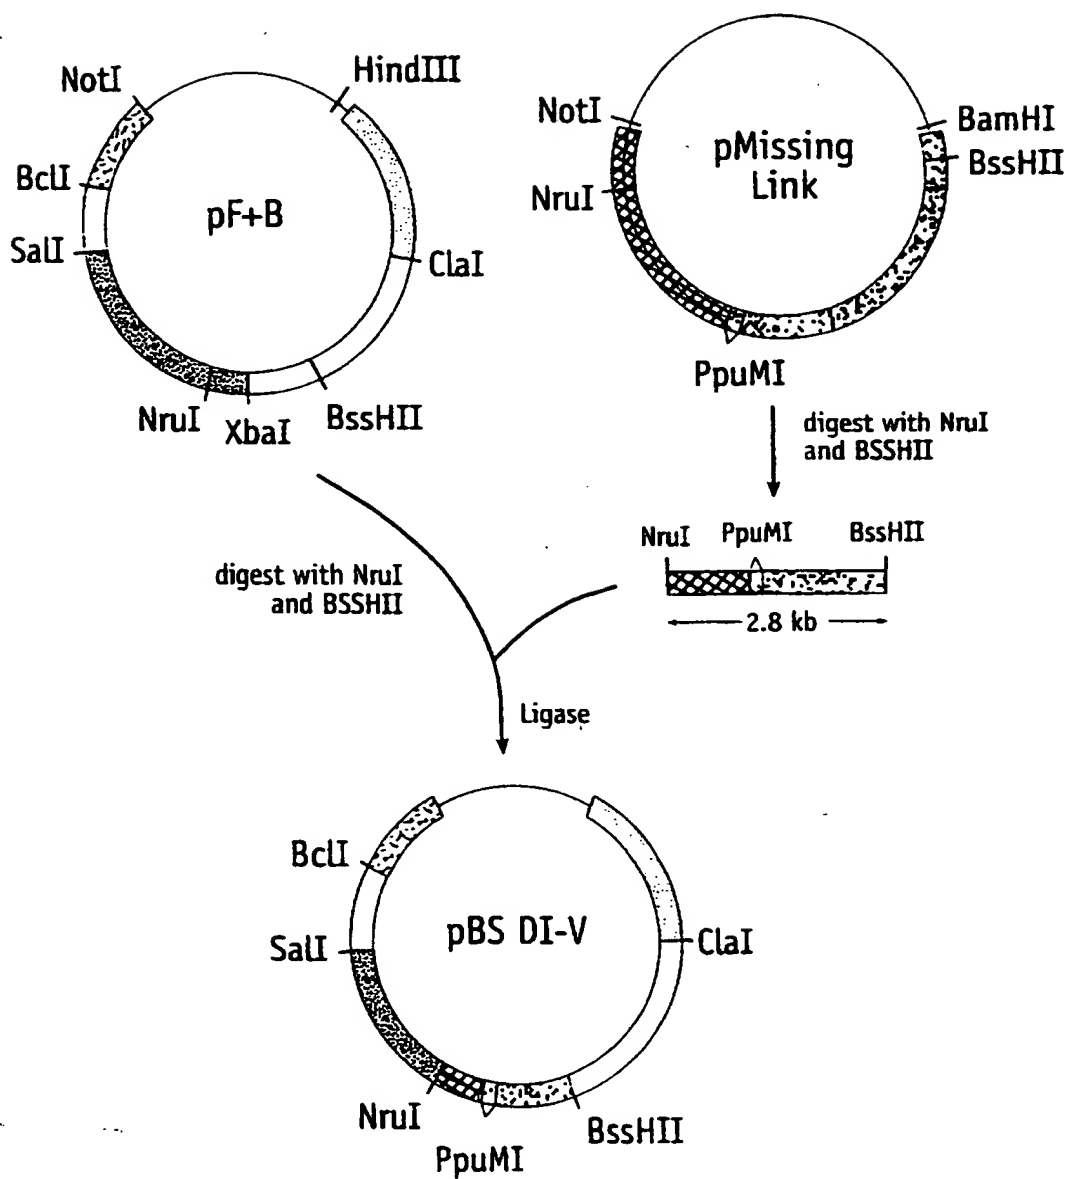 NotI
HindIII
BclI
pF+B
SalI
ClaI
NruI
XbaI
BssHII
NotI
BamHI
pMissing
Link
BssHII
NruI
PpuMI
digest with NruI
and BSSHII
NruI
PpuMI
BssHII
2.8 kb
digest with NruI
and BSSHII
Ligase
BclI
pBS DI-V
SalI
ClaI
NruI
PpuMI
BssHII